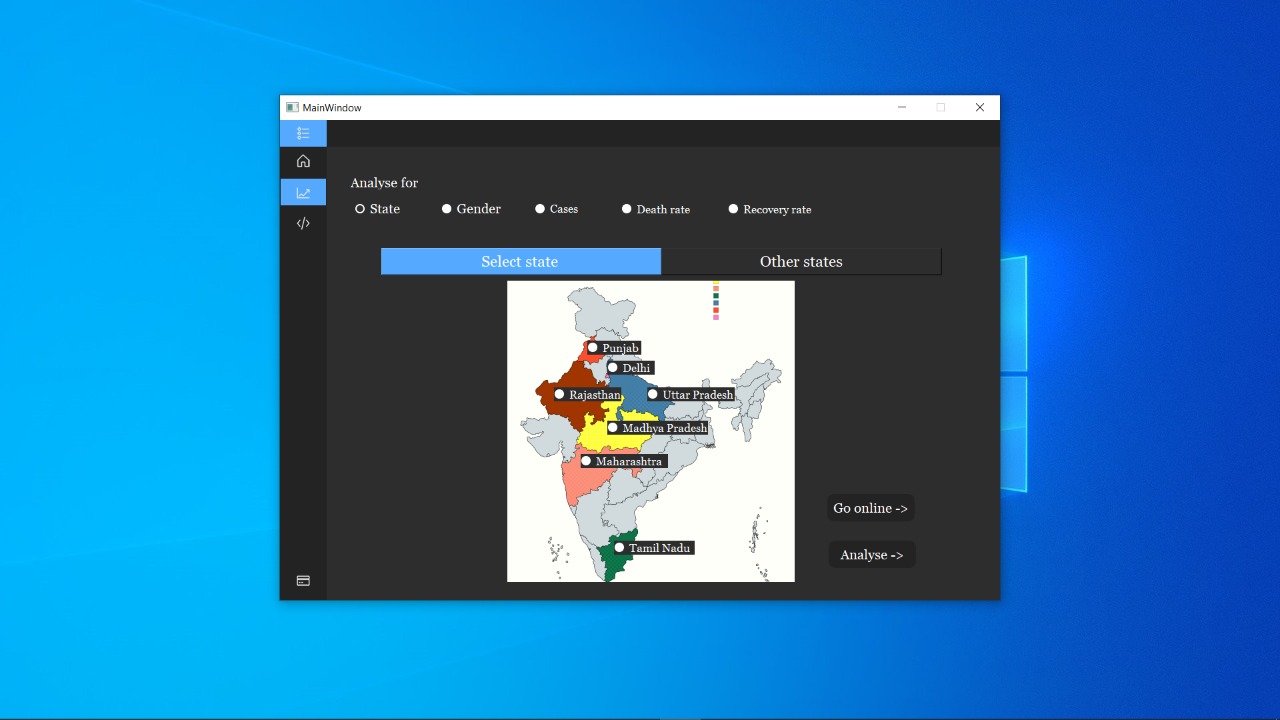 MainWindow
Analyse for
State Gender Cases Death rate Recovery rate
Select state Other states
Punjab
Delhi
Rajasthan Uttar Pradesh
Madhya Pradesh
Maharashtra
Go online ->
Tamil Nadu
Analyse ->